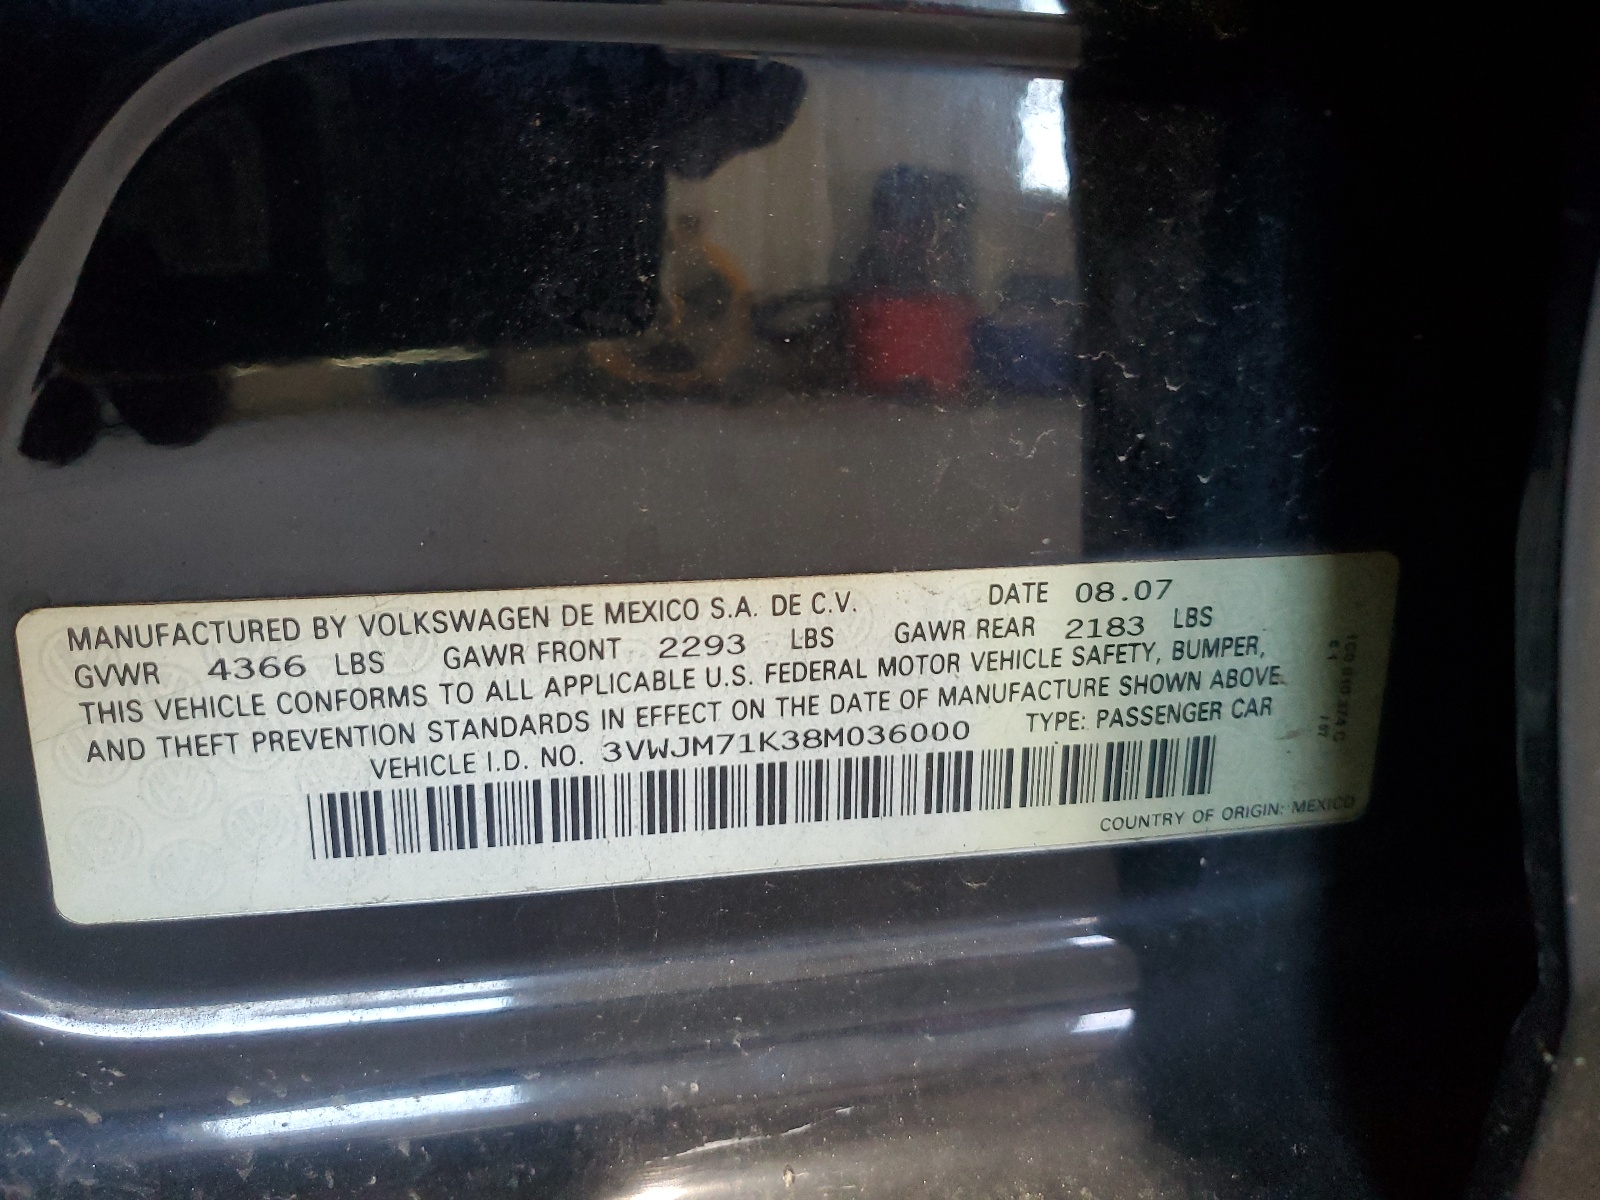 MANUFACTURED BY VOLKSWAGEN DE MEXICO S.A. DE C.V. DATE 08.07
GVWR 4366 LBS GAWR FRONT 2293 LBS GAWR REAR 2183 LBS
THIS VEHICLE CONFORMS TO ALL APPLICABLE U.S. FEDERAL MOTOR VEHICLE SAFETY, BUMPER,
AND THEFT PREVENTION STANDARDS IN EFFECT ON THE DATE OF MANUFACTURE SHOWN ABOVE.
VEHICLE I.D. NO. 3VWJM71K38M036000 TYPE: PASSENGER CAR
COUNTRY OF ORIGIN: MEXICO